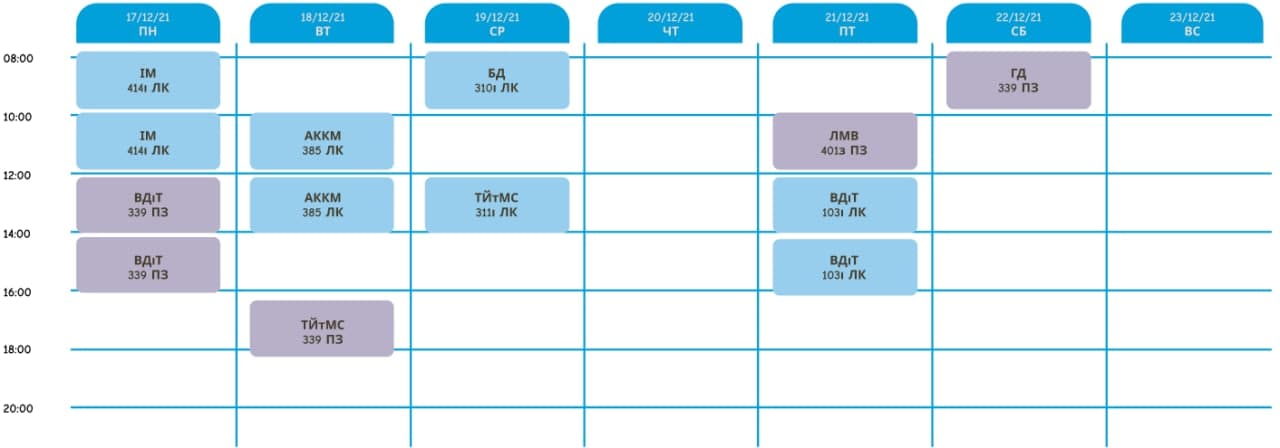 17/12/21
ПН
18/12/21
ВТ
19/12/21
СР
20/12/21
ЧТ
21/12/21
ПТ
22/12/21
СБ
23/12/21
ВС
08:00
ІМ
414і ЛК
БД
310і ЛК
ГД
339 ПЗ
10:00
ІМ
414і ЛК
АККМ
385 ЛК
ЛМВ
401з ПЗ
12:00
ВДіТ
339 ПЗ
АККМ
385 ЛК
ТЙтМС
311і ЛК
ВДіТ
103і ЛК
14:00
ВДіТ
339 ПЗ
ВДіТ
103і ЛК
16:00
ТЙтМС
339 ПЗ
18:00
20:00